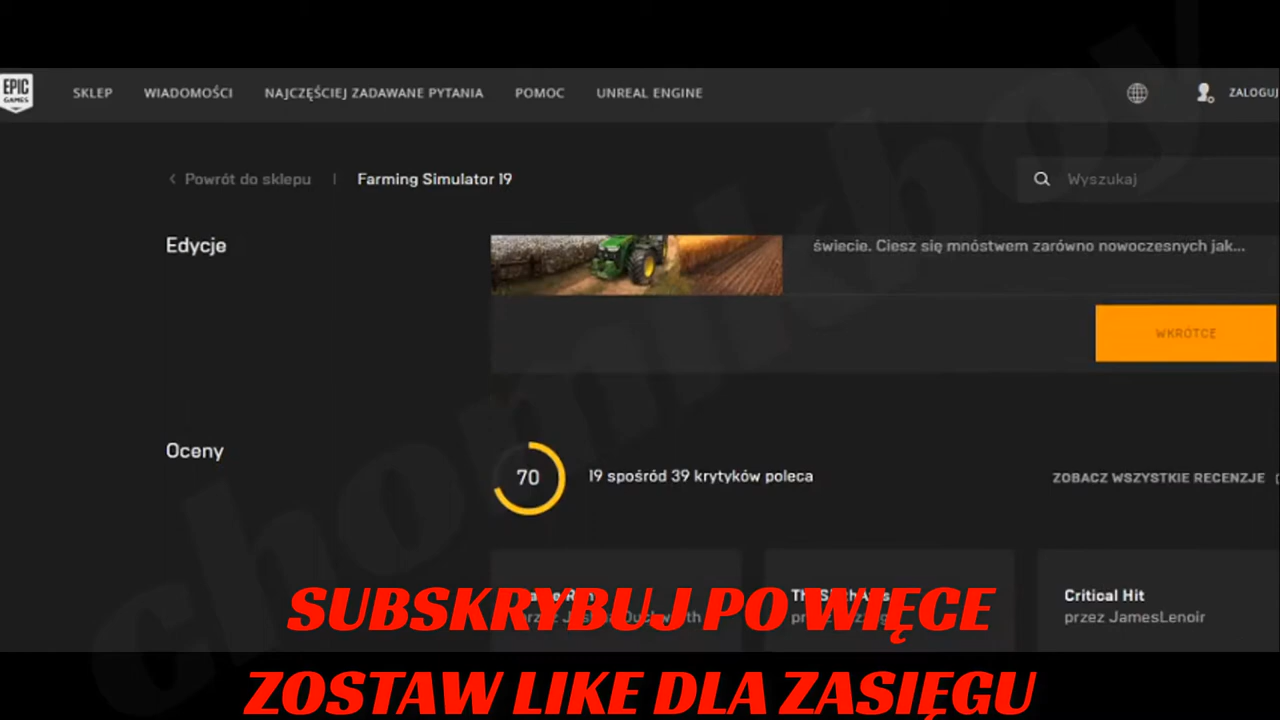 EPIC
GAMES
SKLEP WIADOMOŚCI NAJCZĘŚCIEJ ZADAWANE PYTANIA POMOC UNREAL ENGINE ZALOGUJ
Powrót do sklepu | Farming Simulator 19 Wyszukaj
Edycje
świecie. Ciesz się mnóstwem zarówno nowoczesnych jak...
WKRÓTCE
Oceny
70 19 spośród 39 krytyków poleca ZOBACZ WSZYSTKIE RECENZJE
Critical Hit
przez JamesLenoir
SUBSKRYBUJ PO WIĘCE
ZOSTAW LIKE DLA ZASIĘGU
chomikboy